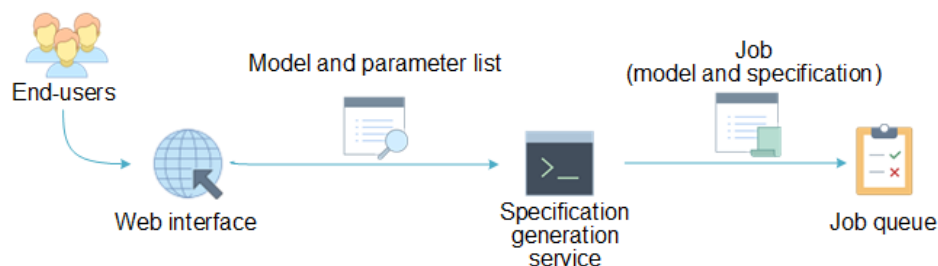 End-users
Model and parameter list
Job
(model and specification)
Web interface
Specification
generation
service
Job queue